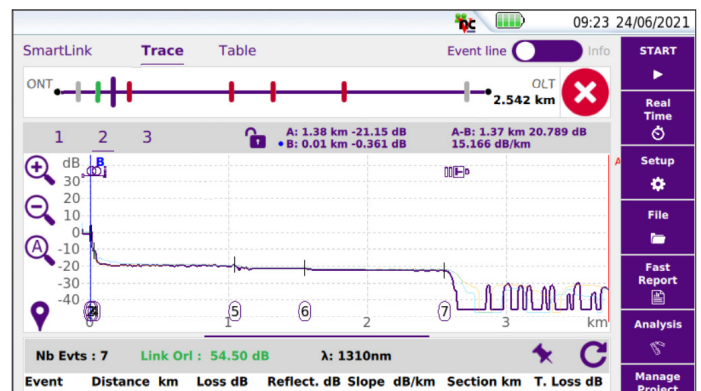 09:23 24/06/2021
SmartLink Trace Table Event line Info
START
ONT OLT
2.542 km
Real Time
1 2 3
A: 1.38 km -21.15 dB A-B: 1.37 km 20.789 dB
B: 0.01 km -0.361 dB 15.166 dB/km
Setup
dB B A
30
20
10
0
-10
-20
-30
-40
A
File
Fast Report
5 6 7
0 1 2 3 km
Analysis
Nb Evts : 7 Link Orl : 54.50 dB λ: 1310nm
Manage Project
Event Distance km Loss dB Reflect. dB Slope dB/km Section km T. Loss dB